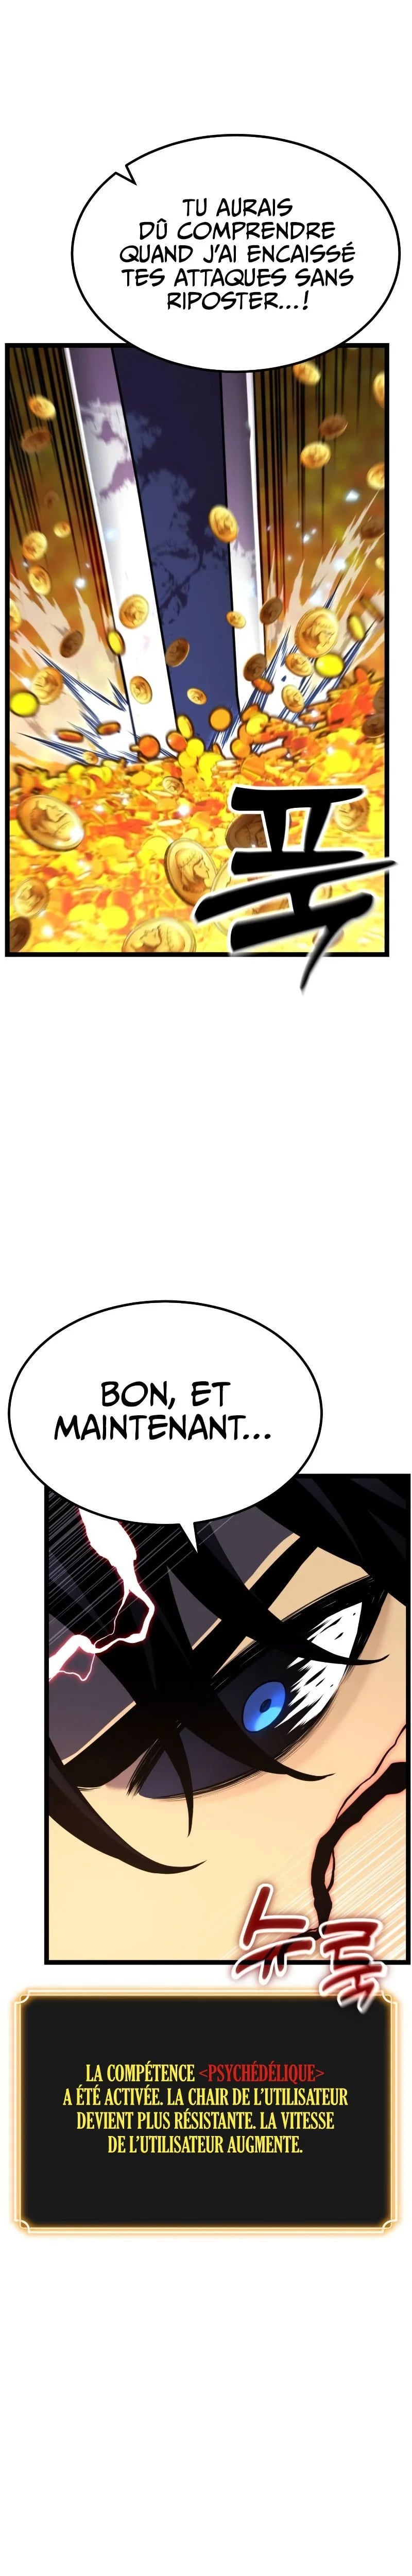 TU AURAIS
DÛ COMPRENDRE
QUAND J'AI ENCAISSÉ
TES ATTAQUES SANS
RIPOSTER...!
푹
BON, ET
MAINTENANT...
슈룩
LA COMPÉTENCE <PSYCHÉDÉLIQUE>
A ÉTÉ ACTIVÉE. LA CHAIR DE L'UTILISATEUR
DEVIENT PLUS RÉSISTANTE. LA VITESSE
DE L'UTILISATEUR AUGMENTE.